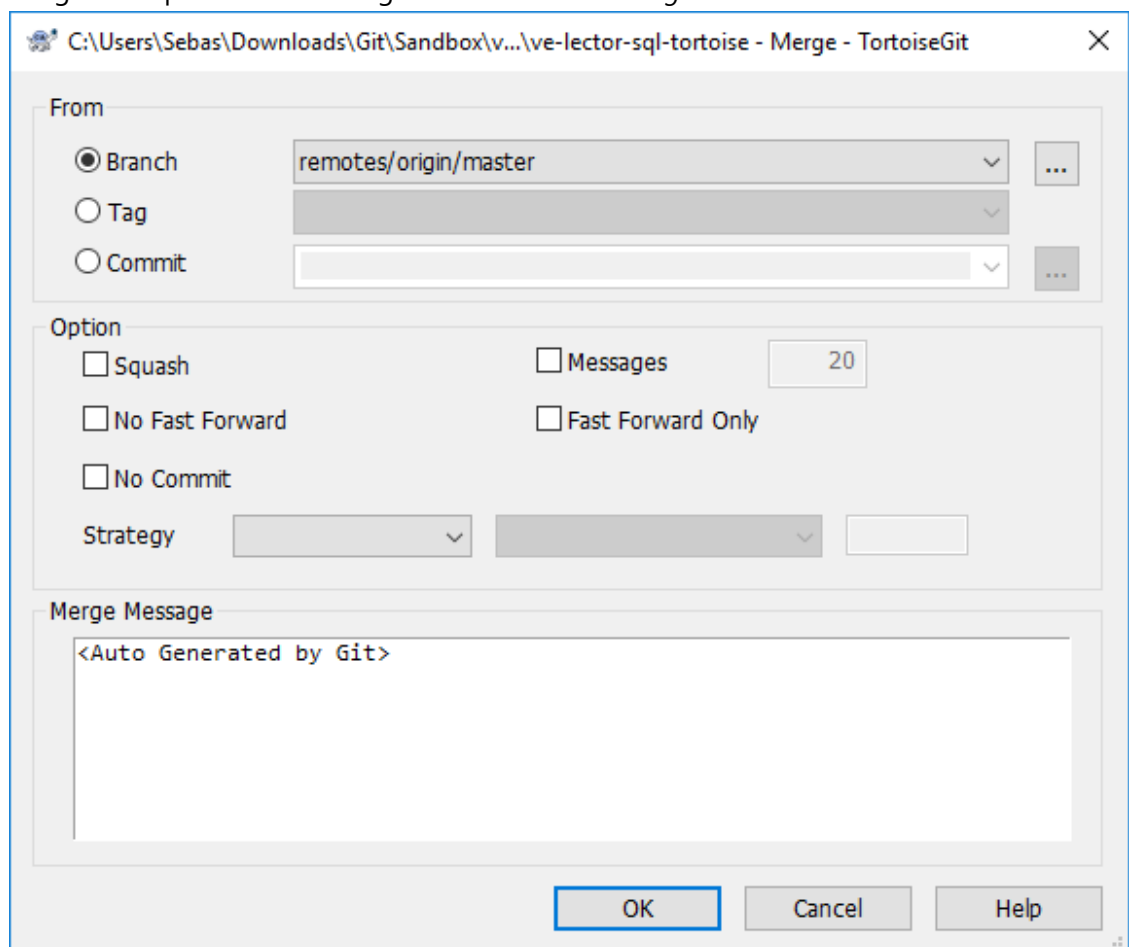 C:\Users\Sebas\Downloads\Git\Sandbox\v...\ve-lector-sql-tortoise - Merge - TortoiseGit
From
Branch remotes/origin/master ...
Tag
Commit ...
Option
Squash Messages 20
No Fast Forward Fast Forward Only
No Commit
Strategy
Merge Message
<Auto Generated by Git>
OK Cancel Help